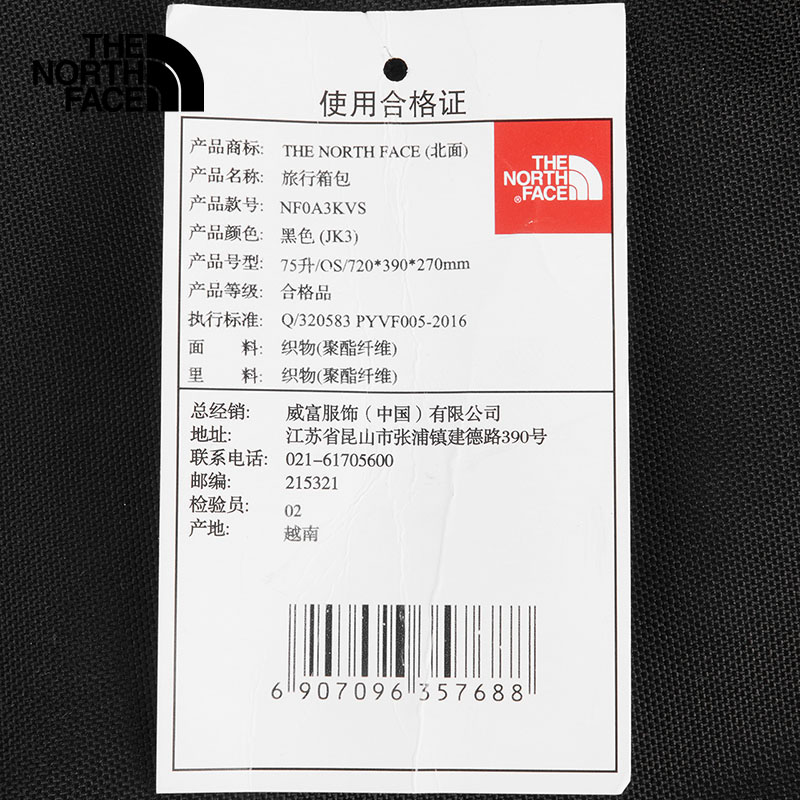 THE
NORTH
FACE
使用合格证
产品商标: THE NORTH FACE (北面)
产品名称: 旅行箱包
产品款号: NF0A3KVS
产品颜色: 黑色 (JK3)
产品号型: 75升/OS/720*390*270mm
产品等级: 合格品
执行标准: Q/320583 PYVF005-2016
面 料: 织物(聚酯纤维)
里 料: 织物(聚酯纤维)
THE
NORTH
FACE
®
总经销: 威富服饰(中国)有限公司
地址: 江苏省昆山市张浦镇建德路390号
联系电话: 021-61705600
邮编: 215321
检验员: 02
产地: 越南
6 907096 357688